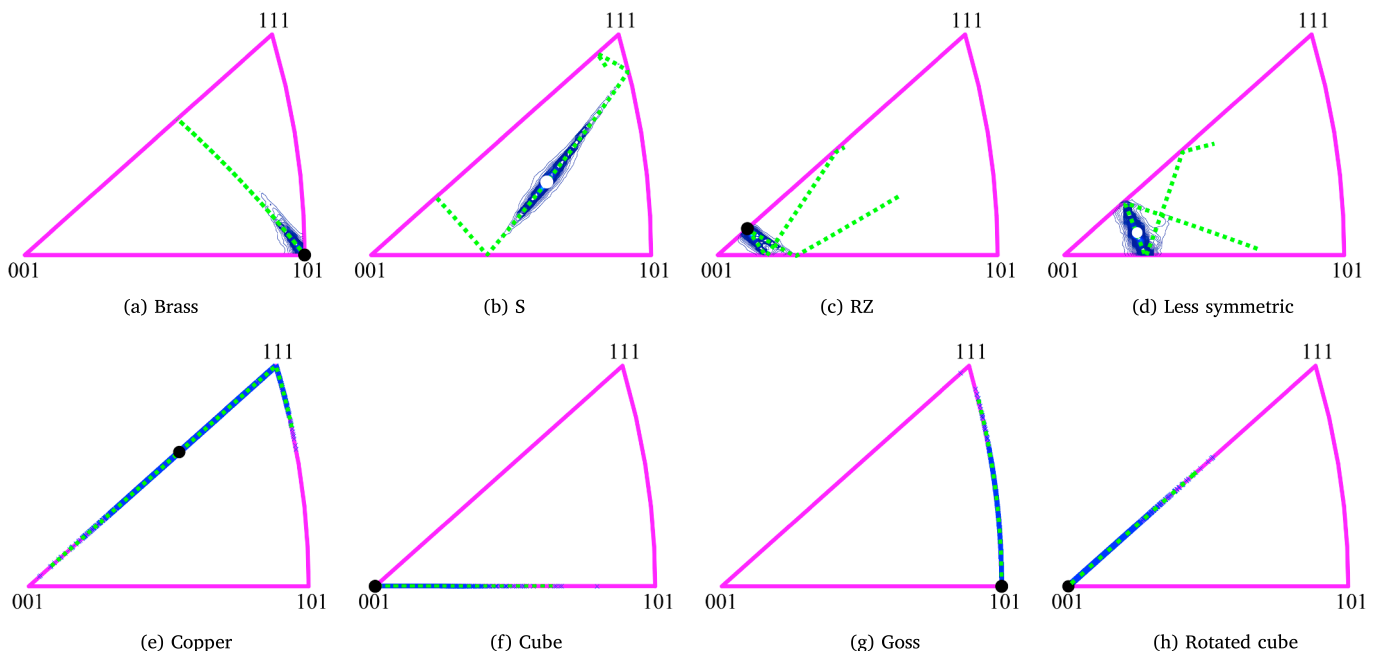 111 111 111 111
001 101 001 101 001 101 001 101
(a) Brass (b) S (c) RZ (d) Less symmetric
111 111 111 111
001 101 001 101 001 101 001 101
(e) Copper (f) Cube (g) Goss (h) Rotated cube